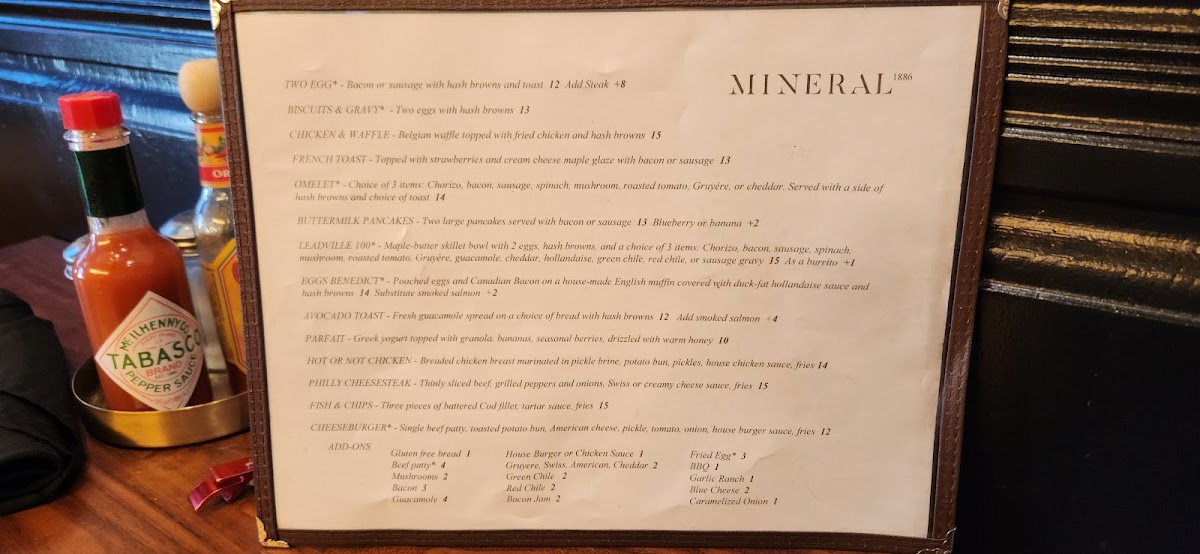 MINERAL 1886
TWO EGG* - Bacon or sausage with hash browns and toast 12 Add Steak +8
BISCUITS & GRAVY* - Two eggs with hash browns 13
CHICKEN & WAFFLE - Belgian waffle topped with fried chicken and hash browns 15
FRENCH TOAST - Topped with strawberries and cream cheese maple glaze with bacon or sausage 13
OMELET* - Choice of 3 items: Chorizo, bacon, sausage, spinach, mushroom, roasted tomato, Gruyére, or cheddar. Served with a side of
hash browns and choice of toast 14
BUTTERMILK PANCAKES - Two large pancakes served with bacon or sausage 13 Blueberry or banana +2
LEADVILLE 100* - Maple-butter skillet bowl with 2 eggs, hash browns, and a choice of 3 items: Chorizo, bacon, sausage, spinach,
mushroom, roasted tomato, Gruyére, guacamole, cheddar, hollandaise, green chile, red chile, or sausage gravy 15 As a burrito +1
EGGS BENEDICT* - Poached eggs and Canadian Bacon on a house-made English muffin covered with duck-fat hollandaise sauce and
hash browns 14 Substitute smoked salmon +2
AVOCADO TOAST - Fresh guacamole spread on a choice of bread with hash browns 12 Add smoked salmon +4
PARFAIT - Greek yogurt topped with granola, bananas, seasonal berries, drizzled with warm honey 10
HOT OR NOT CHICKEN - Breaded chicken breast marinated in pickle brine, potato bun, pickles, house chicken sauce, fries 14
PHILLY CHEESESTEAK - Thinly sliced beef, grilled peppers and onions, Swiss or creamy cheese sauce, fries 15
FISH & CHIPS - Three pieces of battered Cod fillet, tartar sauce, fries 15
CHEESEBURGER* - Single beef patty, toasted potato bun, American cheese, pickle, tomato, onion, house burger sauce, fries 12
ADD-ONS
Gluten free bread 1
Beef patty* 4
Mushrooms 2
Bacon 3
Guacamole 4
House Burger or Chicken Sauce 1
Gruyere, Swiss, American, Cheddar 2
Green Chile 2
Red Chile 2
Bacon Jam 2
Fried Egg* 3
BBQ 1
Garlic Ranch 1
Blue Cheese 2
Caramelized Onion 1
McILHENNY CO.
TABASCO
BRAND
PEPPER SAUCE